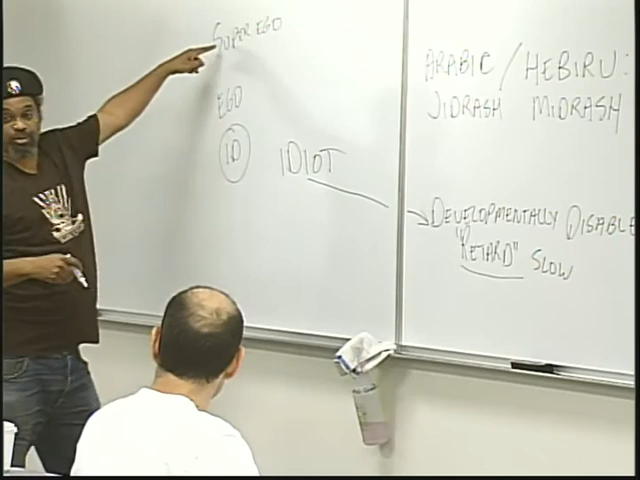 SUPER EGO
EGO
ID
IDIOT
ARABIC / HEBIRU:
JIDRASH MIDRASH
DEVELOPMENTALLY DISABLE
"RETARD" SLOW